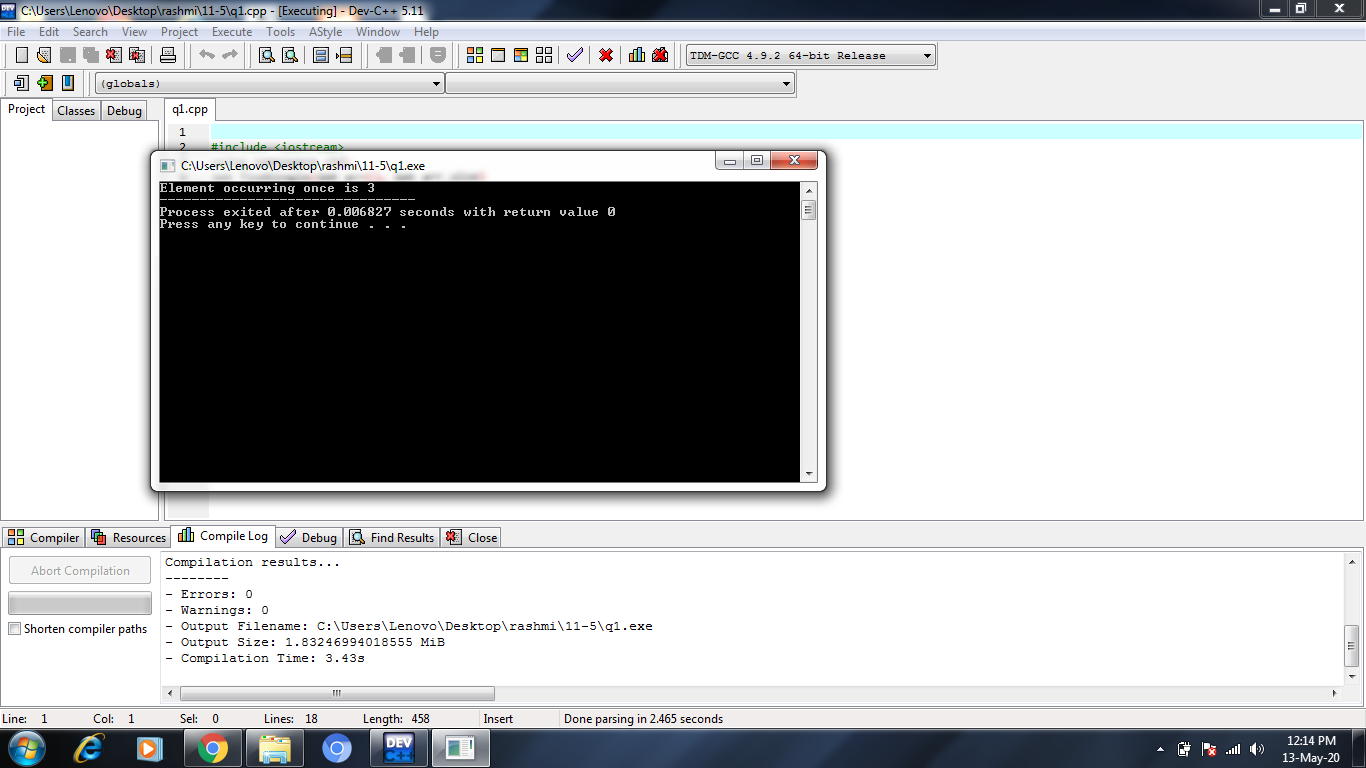 C:\Users\Lenovo\Desktop\rashmi\11-5\q1.cpp - [Executing] - Dev-C++ 5.11
File Edit Search View Project Execute Tools AStyle Window Help
TDM-GCC 4.9.2 64-bit Release
(globals)
Project Classes Debug
q1.cpp
1
2 #include <iostream>
C:\Users\Lenovo\Desktop\rashmi\11-5\q1.exe
Element occurring once is 3
--------------------------------
Process exited after 0.006827 seconds with return value 0
Press any key to continue . . .
Compiler Resources Compile Log Debug Find Results Close
Abort Compilation
Shorten compiler paths
Compilation results...
--------
- Errors: 0
- Warnings: 0
- Output Filename: C:\Users\Lenovo\Desktop\rashmi\11-5\q1.exe
- Output Size: 1.83246994018555 MiB
- Compilation Time: 3.43s
Line: 1 Col: 1 Sel: 0 Lines: 18 Length: 458 Insert Done parsing in 2.465 seconds
DEV C++
12:14 PM
13-May-20